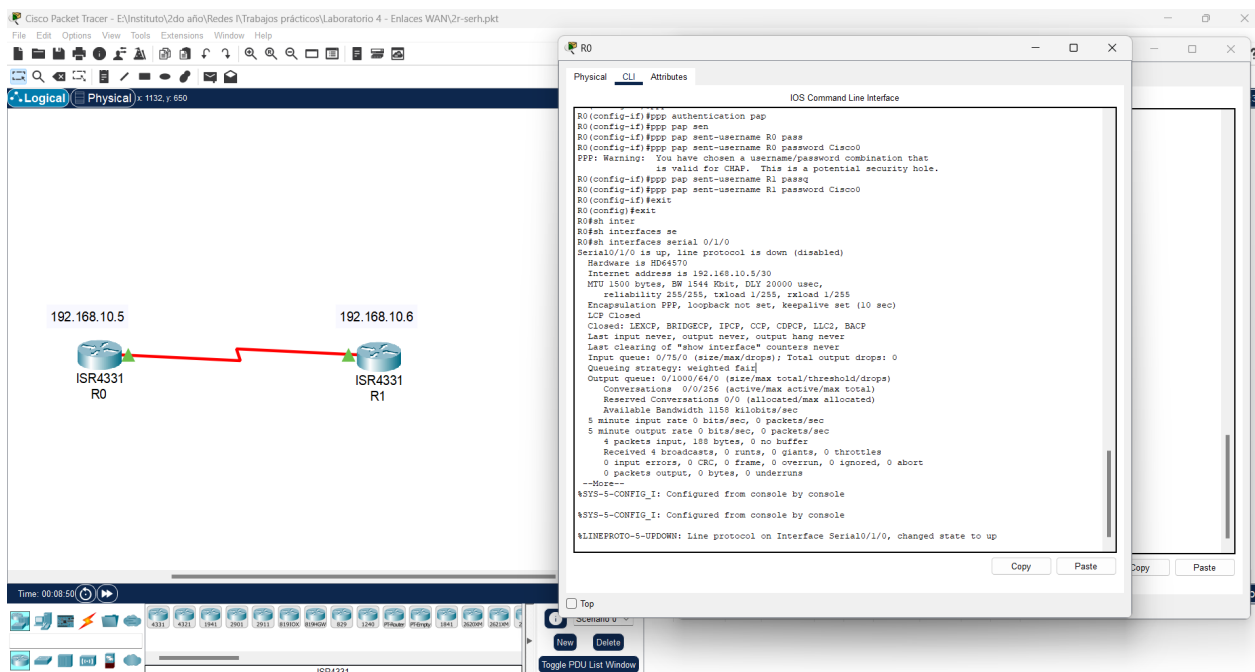 Cisco Packet Tracer - E:\Instituto\2do año\Redes I\Trabajos prácticos\Laboratorio 4 - Enlaces WAN\2r-serh.pkt
File Edit Options View Tools Extensions Window Help
Logical Physical x: 1132, y: 650
192.168.10.5
192.168.10.6
ISR4331
R0
ISR4331
R1
R0
Physical CLI Attributes
IOS Command Line Interface
R0(config-if)#ppp authentication pap
R0(config-if)#ppp pap sen
R0(config-if)#ppp pap sent-username R0 pass
R0(config-if)#ppp pap sent-username R0 password Cisco0
PPP: Warning: You have chosen a username/password combination that
is valid for CHAP. This is a potential security hole.
R0(config-if)#ppp pap sent-username R1 passq
R0(config-if)#ppp pap sent-username R1 password Cisco0
R0(config-if)#exit
R0(config)#exit
R0#sh inter
R0#sh interfaces se
R0#sh interfaces serial 0/1/0
Serial0/1/0 is up, line protocol is down (disabled)
Hardware is HD64570
Internet address is 192.168.10.5/30
MTU 1500 bytes, BW 1544 Kbit, DLY 20000 usec,
reliability 255/255, txload 1/255, rxload 1/255
Encapsulation PPP, loopback not set, keepalive set (10 sec)
LCP Closed
Closed: LEXCP, BRIDGECP, IPCP, CCP, CDPCP, LLC2, BACP
Last input never, output never, output hang never
Last clearing of "show interface" counters never
Input queue: 0/75/0 (size/max/drops); Total output drops: 0
Queueing strategy: weighted fair
Output queue: 0/1000/64/0 (size/max total/threshold/drops)
Conversations 0/0/256 (active/max active/max total)
Reserved Conversations 0/0 (allocated/max allocated)
Available Bandwidth 1158 kilobits/sec
5 minute input rate 0 bits/sec, 0 packets/sec
5 minute output rate 0 bits/sec, 0 packets/sec
4 packets input, 188 bytes, 0 no buffer
Received 4 broadcasts, 0 runts, 0 giants, 0 throttles
0 input errors, 0 CRC, 0 frame, 0 overrun, 0 ignored, 0 abort
0 packets output, 0 bytes, 0 underruns
--More--
%SYS-5-CONFIG_I: Configured from console by console
%SYS-5-CONFIG_I: Configured from console by console
%LINEPROTO-5-UPDOWN: Line protocol on Interface Serial0/1/0, changed state to up
Copy Paste
Copy Paste
Top
Time: 00:08:50
4331 4321 1941 2901 2911 819IOX 819HGW 829 1240 PT-Router PT-Empty 1841 2620XM 2621XM
ISR4331
Scenario 0
New Delete
Toggle PDU List Window